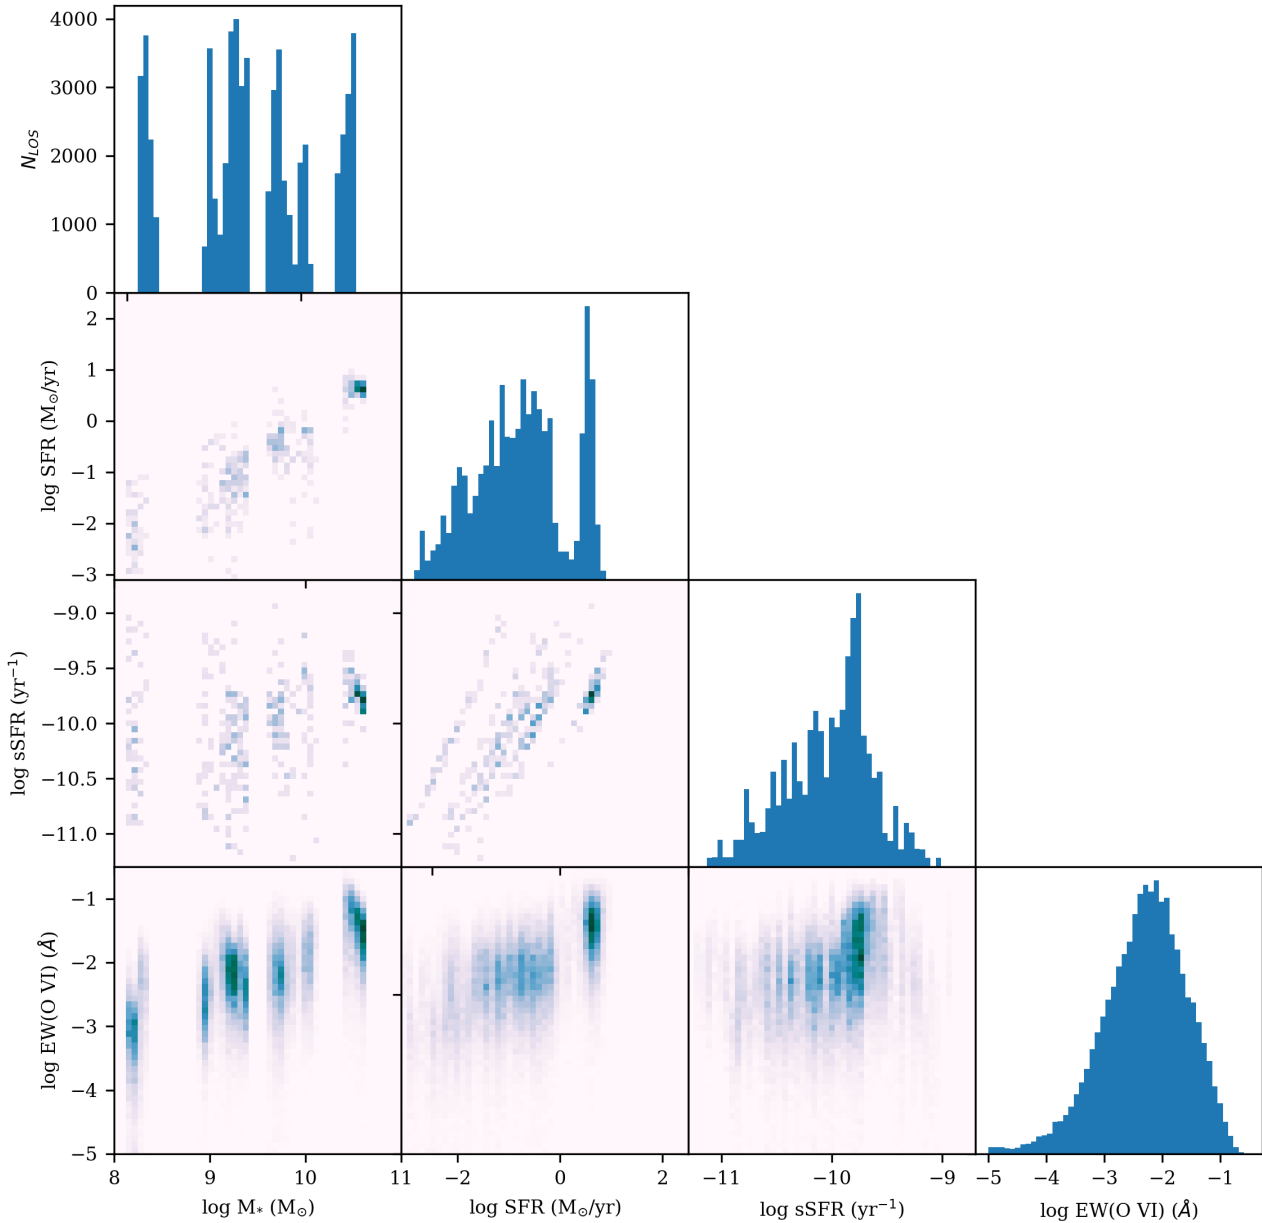 4000
3000
2000
1000
0
N_LOS
2
1
0
−1
−2
−3
log SFR (M⊙/yr)
−9.0
−9.5
−10.0
−10.5
−11.0
log sSFR (yr⁻¹)
−1
−2
−3
−4
−5
log EW(O VI) (Å)
8 9 10 11
−2 0 2
−11 −10 −9
−5 −4 −3 −2 −1
log M* (M⊙)
log SFR (M⊙/yr)
log sSFR (yr⁻¹)
log EW(O VI) (Å)